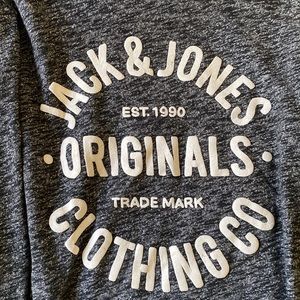 JACK & JONES
EST. 1990
• ORIGINALS •
TRADE MARK
CLOTHING CO